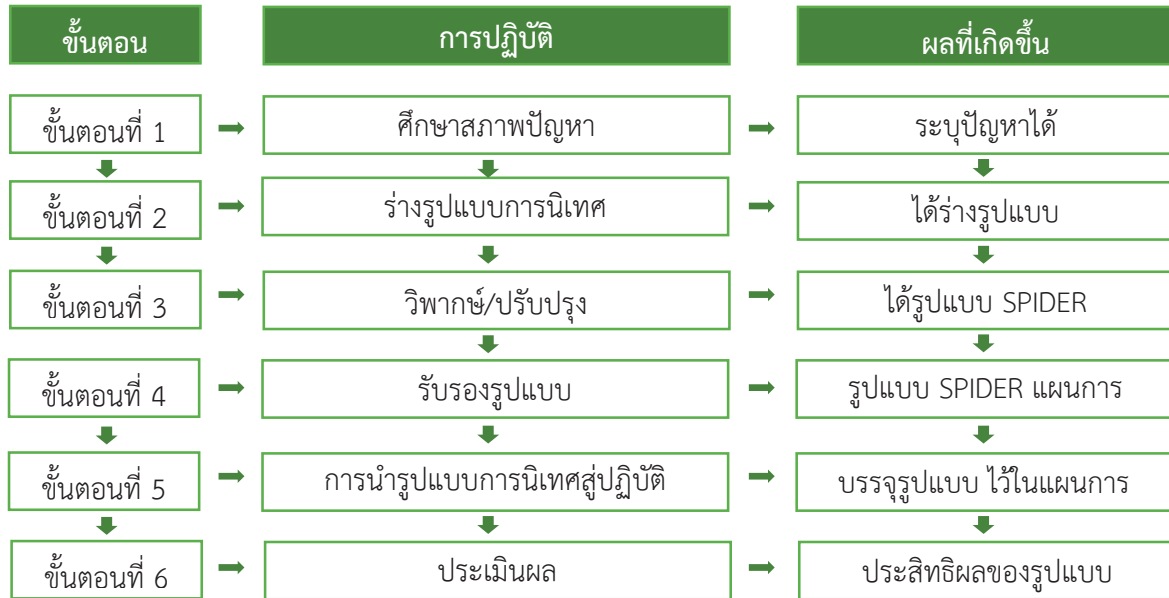 ขั้นตอน การปฏิบัติ ผลที่เกิดขึ้น
ขั้นตอนที่ 1 ศึกษาสภาพปัญหา ระบุปัญหาได้
ขั้นตอนที่ 2 ร่างรูปแบบการนิเทศ ได้ร่างรูปแบบ
ขั้นตอนที่ 3 วิพากษ์/ปรับปรุง ได้รูปแบบ SPIDER
ขั้นตอนที่ 4 รับรองรูปแบบ รูปแบบ SPIDER แผนการ
ขั้นตอนที่ 5 การนำรูปแบบการนิเทศสู่ปฏิบัติ บรรจุรูปแบบ ไว้ในแผนการ
ขั้นตอนที่ 6 ประเมินผล ประสิทธิผลของรูปแบบ